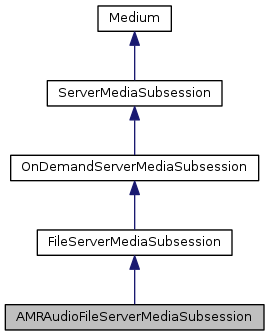 Medium
ServerMediaSubsession
OnDemandServerMediaSubsession
FileServerMediaSubsession
AMRAudioFileServerMediaSubsession